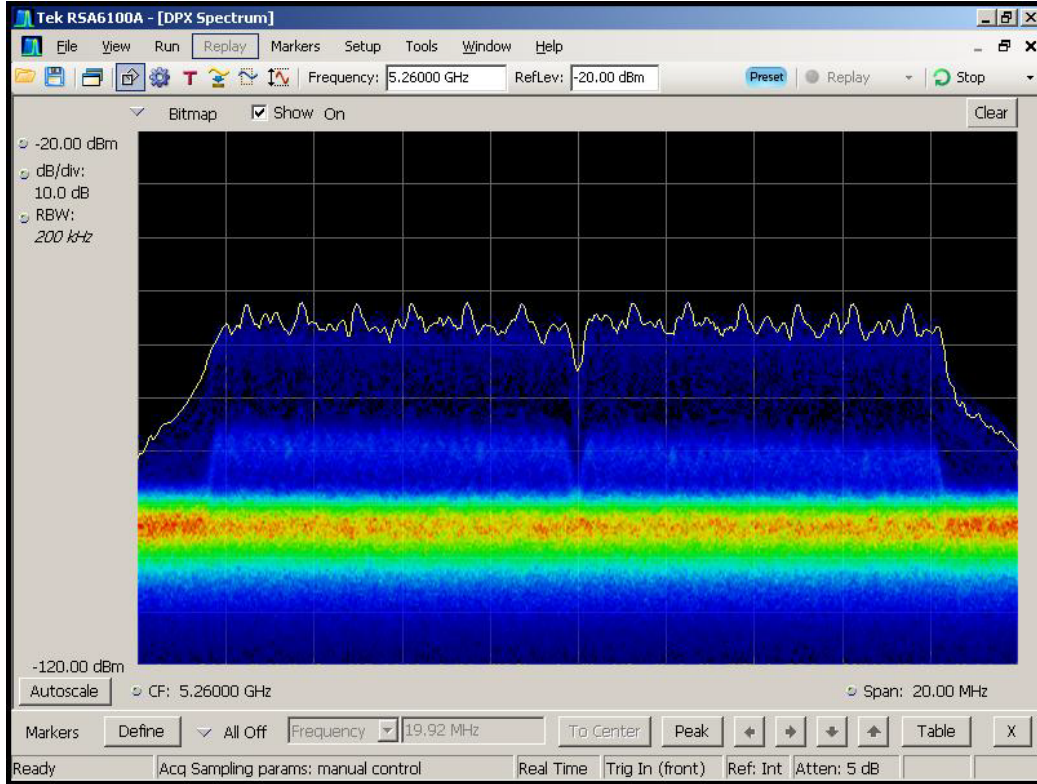 Tek RSA6100A - [DPX Spectrum]
File View Run Replay Markers Setup Tools Window Help
T Frequency: 5.26000 GHz RefLev: -20.00 dBm Preset Replay Stop
Bitmap Show On Clear
-20.00 dBm
dB/div:
10.0 dB
RBW:
200 kHz
-120.00 dBm
Autoscale CF: 5.26000 GHz Span: 20.00 MHz
Markers Define All Off Frequency 19.92 MHz To Center Peak Table X
Ready Acq Sampling params: manual control Real Time Trig In (front) Ref: Int Atten: 5 dB